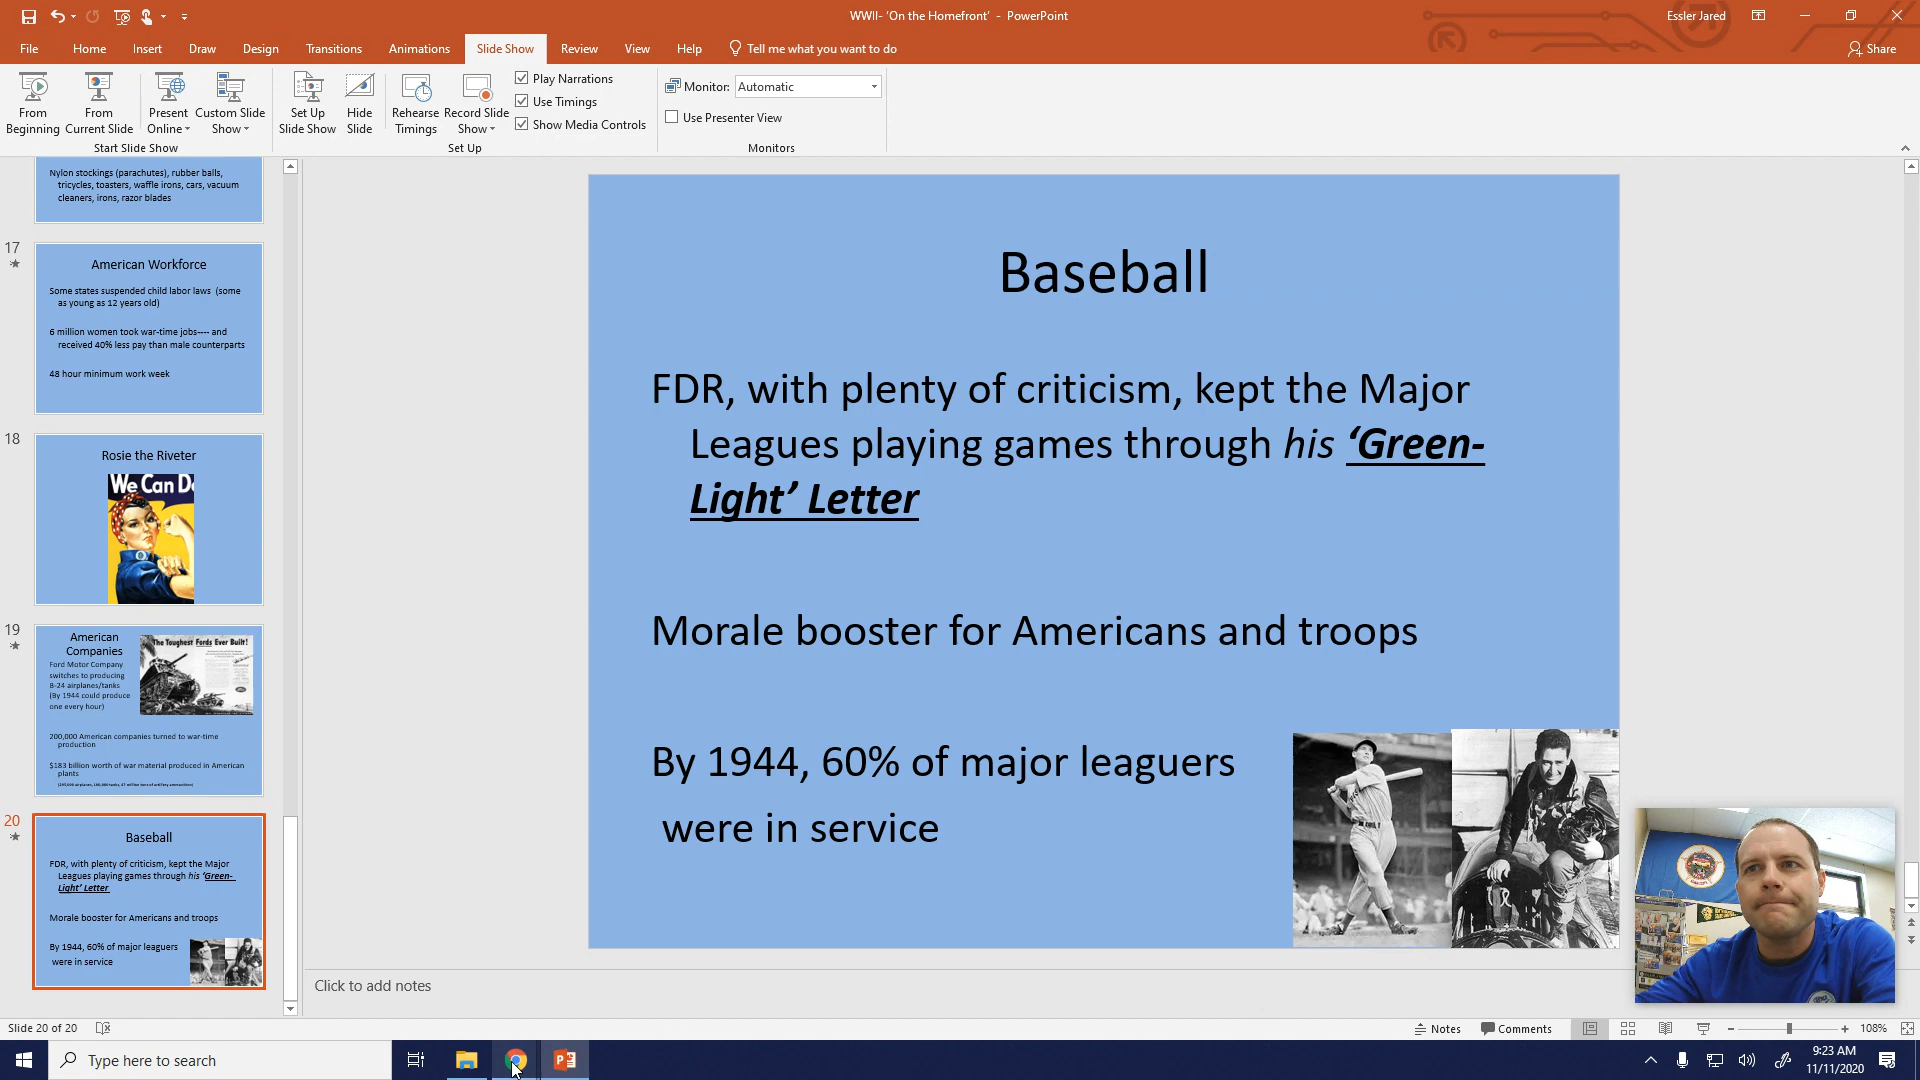 WWII- ‘On the Homefront’ - PowerPoint
Essler Jared
File Home Insert Draw Design Transitions Animations Slide Show Review View Help Tell me what you want to do
Share
From Beginning
From Current Slide
Present Online
Custom Slide Show
Start Slide Show
Set Up Slide Show
Hide Slide
Rehearse Timings
Record Slide Show
Play Narrations
Use Timings
Show Media Controls
Set Up
Monitor: Automatic
Use Presenter View
Monitors
Nylon stockings (parachutes), rubber balls,
tricycles, toasters, waffle irons, cars, vacuum
cleaners, irons, razor blades
17
American Workforce
Some states suspended child labor laws (some
as young as 12 years old)
6 million women took war-time jobs---- and
received 40% less pay than male counterparts
48 hour minimum work week
18
Rosie the Riveter
We Can Do
19
American
Companies
The Toughest Fords Ever Built!
Ford Motor Company
switches to producing
B-24 airplanes/tanks
(By 1944 could produce
one every hour)
200,000 American companies turned to war-time
production
$183 billion worth of war material produced in American
plants
20
Baseball
FDR, with plenty of criticism, kept the Major
Leagues playing games through his ‘Green-
Light’ Letter
Morale booster for Americans and troops
By 1944, 60% of major leaguers
were in service
Baseball
FDR, with plenty of criticism, kept the Major
Leagues playing games through his ‘Green-
Light’ Letter
Morale booster for Americans and troops
By 1944, 60% of major leaguers
were in service
Click to add notes
Slide 20 of 20
Notes
Comments
108%
Type here to search
9:23 AM
11/11/2020